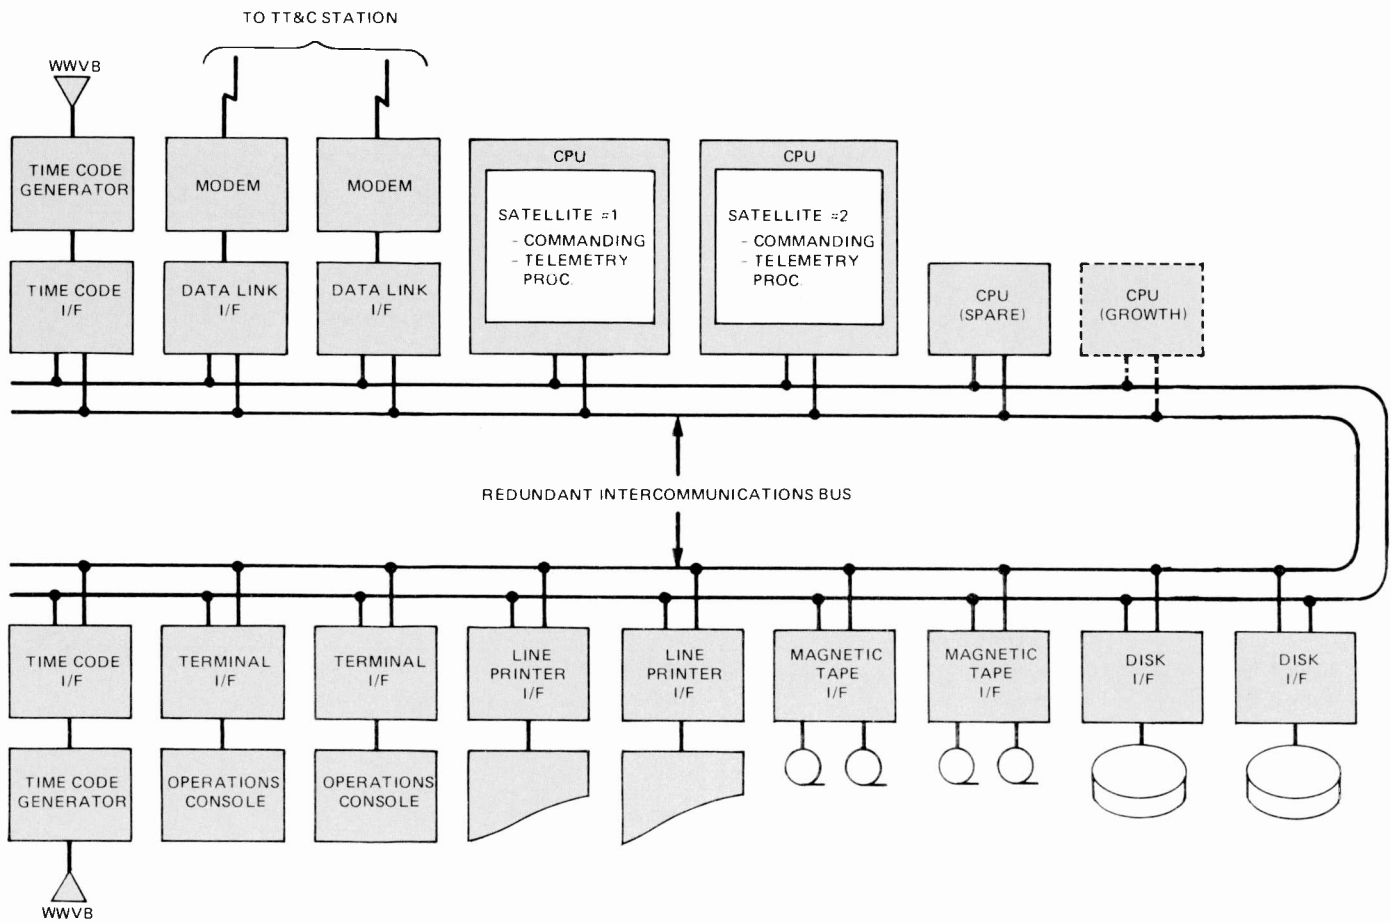 TO TT&C STATION
WWVB
TIME CODE
GENERATOR
MODEM
MODEM
CPU
SATELLITE #1
- COMMANDING
- TELEMETRY
PROC.
CPU
SATELLITE #2
- COMMANDING
- TELEMETRY
PROC.
TIME CODE
I/F
DATA LINK
I/F
DATA LINK
I/F
CPU
(SPARE)
CPU
(GROWTH)
REDUNDANT INTERCOMMUNICATIONS BUS
TIME CODE
I/F
TERMINAL
I/F
TERMINAL
I/F
LINE
PRINTER
I/F
LINE
PRINTER
I/F
MAGNETIC
TAPE
I/F
MAGNETIC
TAPE
I/F
DISK
I/F
DISK
I/F
TIME CODE
GENERATOR
OPERATIONS
CONSOLE
OPERATIONS
CONSOLE
WWVB